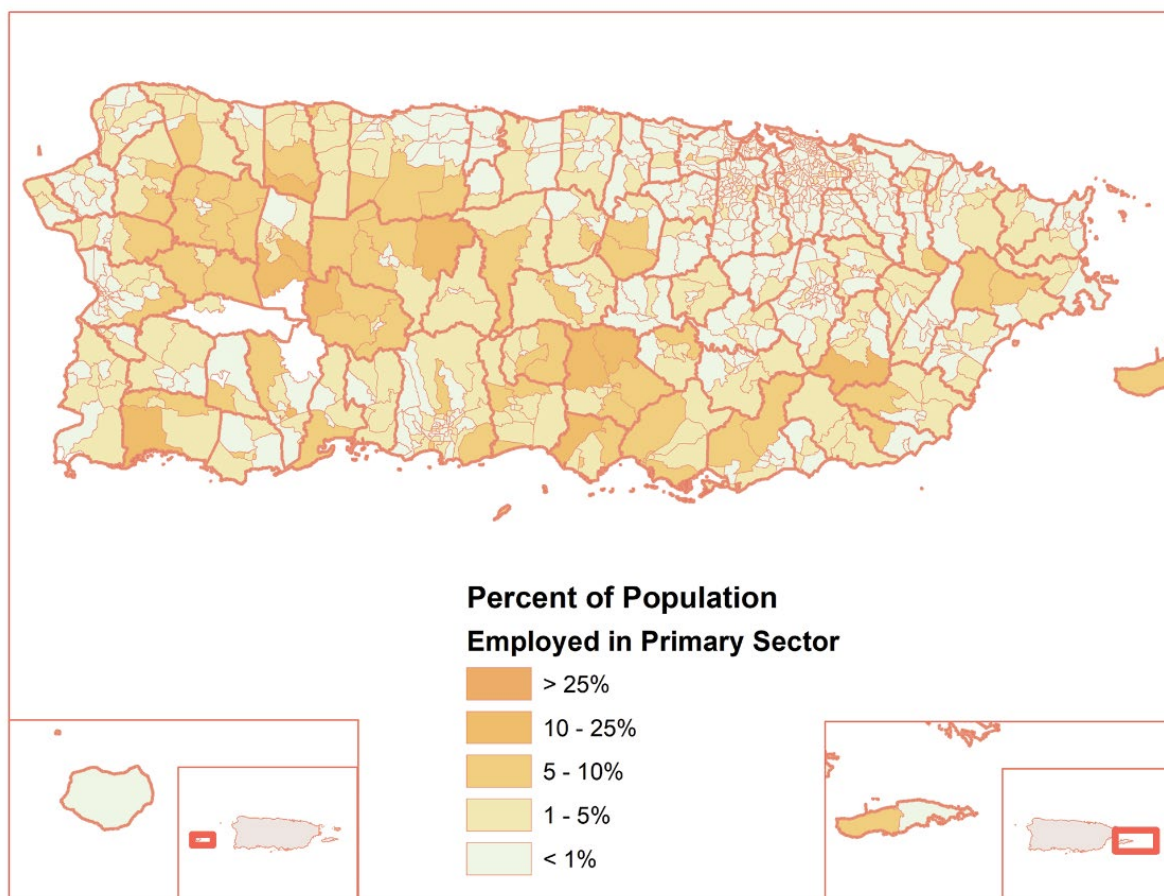 Percent of Population
Employed in Primary Sector
> 25%
10 - 25%
5 - 10%
1 - 5%
< 1%